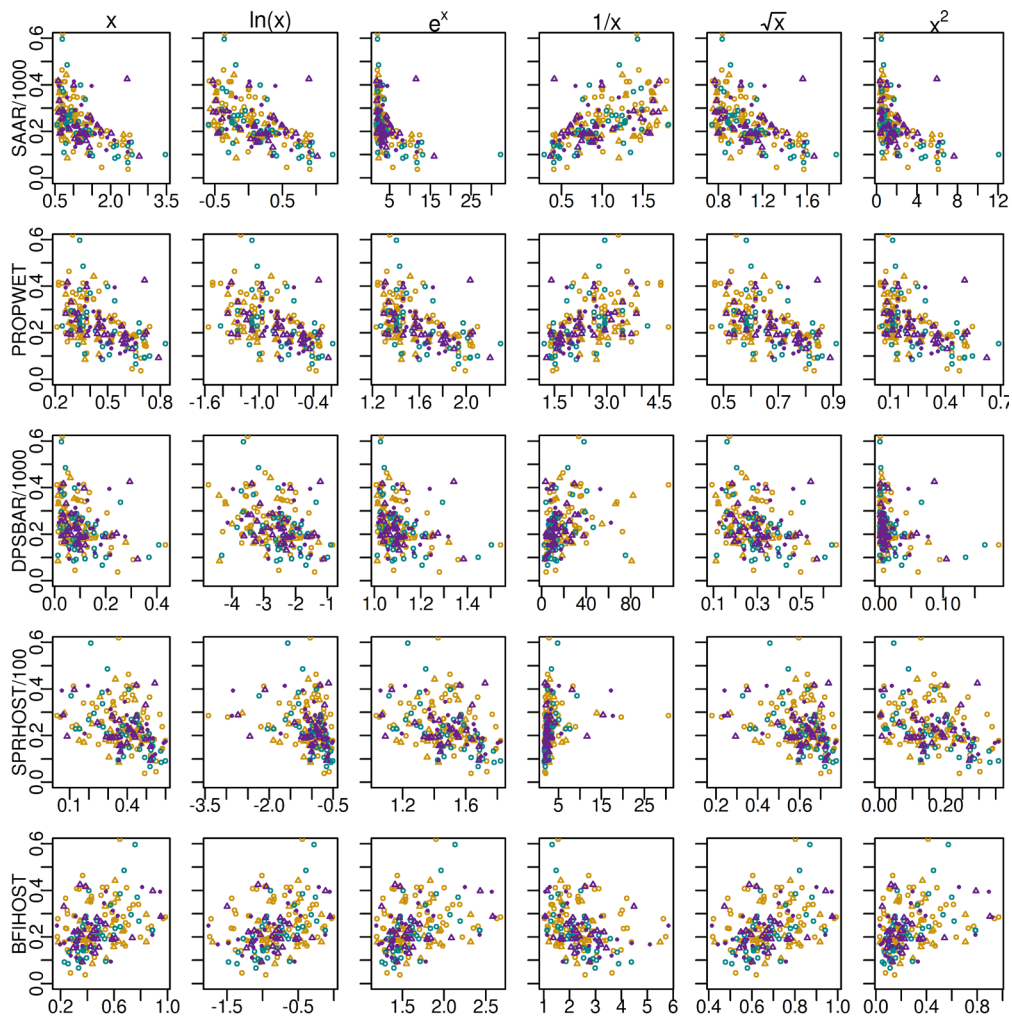 x ln(x) e^x 1/x √x x^2
SAAR/1000
0.0 0.2 0.4 0.6
0.5 2.0 3.5 -0.5 0.5 5 15 25 0.5 1.0 1.5 0.8 1.2 1.6 0 4 8 12
PROPWET
0.0 0.2 0.4 0.6
0.2 0.4 0.6 0.8 -1.6 -1.0 -0.4 1.2 1.6 2.0 1.5 3.0 4.5 0.5 0.7 0.9 0.1 0.4 0.7
DPSBAR/1000
0.0 0.2 0.4 0.6
0.0 0.2 0.4 -4 -2 -1 1.0 1.2 1.4 0 40 80 0.1 0.3 0.5 0.00 0.10
SPRHOST/100
0.0 0.2 0.4 0.6
0.1 0.4 -3.5 -2.0 -0.5 1.2 1.6 5 15 25 0.2 0.4 0.6 0.00 0.20
BFIHOST
0.0 0.2 0.4 0.6
0.2 0.6 1.0 -1.5 -0.5 1.5 2.0 2.5 1 2 3 4 5 6 0.4 0.6 0.8 1.0 0.0 0.4 0.8